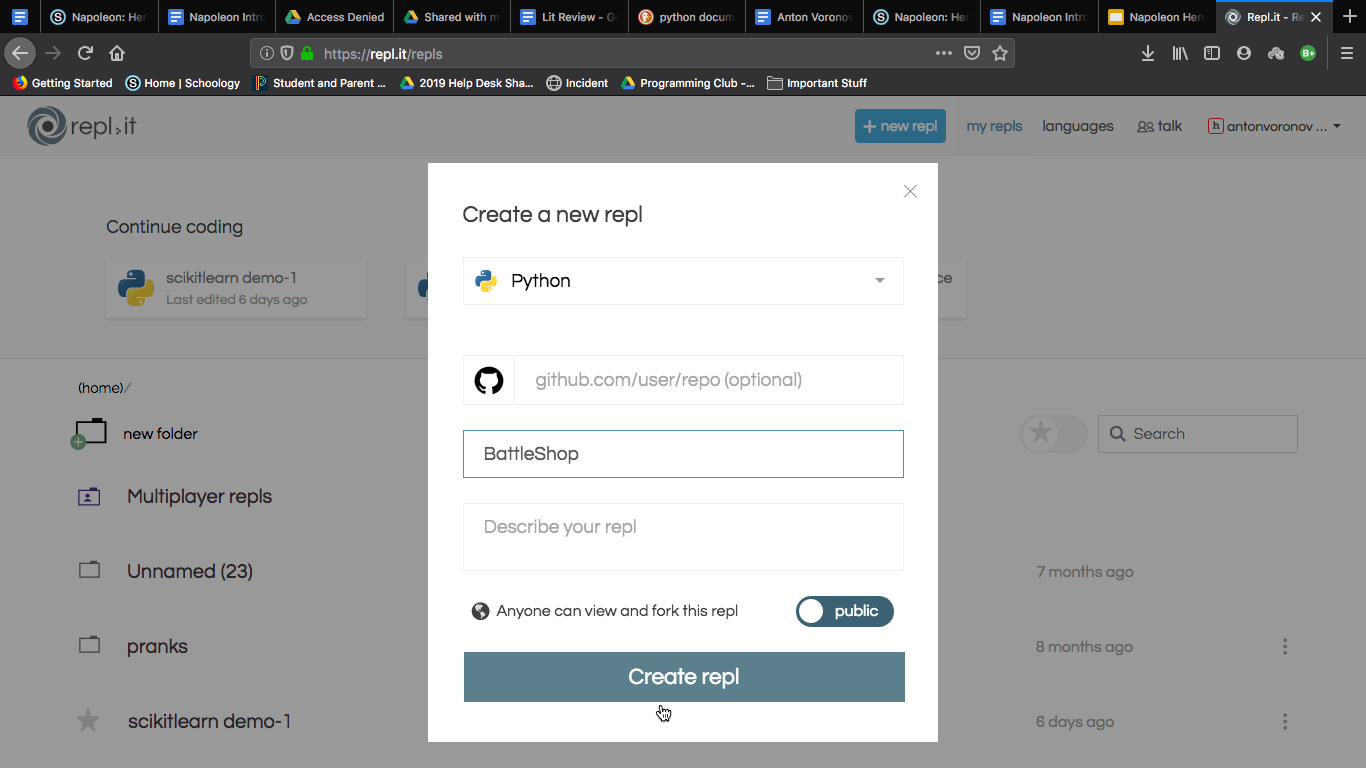 Napoleon: Her
Napoleon Intro
Access Denied
Shared with m
Lit Review - G
python docum
Anton Voronov
Napoleon: Her
Napoleon Intro
Napoleon Hero
Repl.it - Re
https://repl.it/repls
Getting Started
Home | Schoology
Student and Parent ...
2019 Help Desk Sha...
Incident
Programming Club -...
Important Stuff
repl.it
+ new repl
my repls
languages
talk
h antonvoronov ...
Create a new repl
Continue coding
scikitlearn demo-1
Last edited 6 days ago
ce
Python
(home)/
github.com/user/repo (optional)
new folder
Search
BattleShop
Multiplayer repls
Describe your repl
Unnamed (23)
7 months ago
Anyone can view and fork this repl
public
pranks
8 months ago
Create repl
scikitlearn demo-1
6 days ago